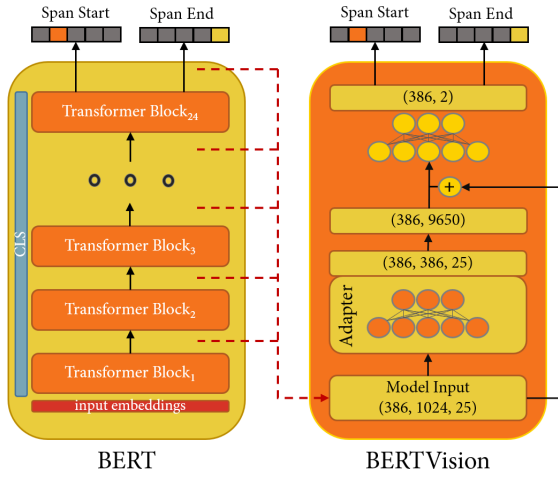 Span Start
Span End
Transformer Block24
Transformer Block3
Transformer Block2
Transformer Block1
CLS
input embeddings
BERT
Span Start
Span End
(386, 2)
+
(386, 9650)
(386, 386, 25)
Adapter
Model Input
(386, 1024, 25)
BERTVision